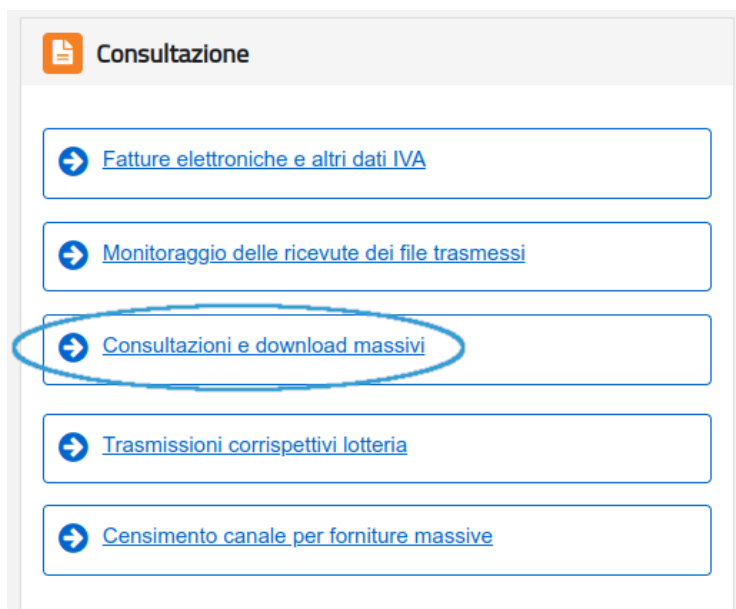 Consultazione
Fatture elettroniche e altri dati IVA
Monitoraggio delle ricevute dei file trasmessi
Consultazioni e download massivi
Trasmissioni corrispettivi lotteria
Censimento canale per forniture massive